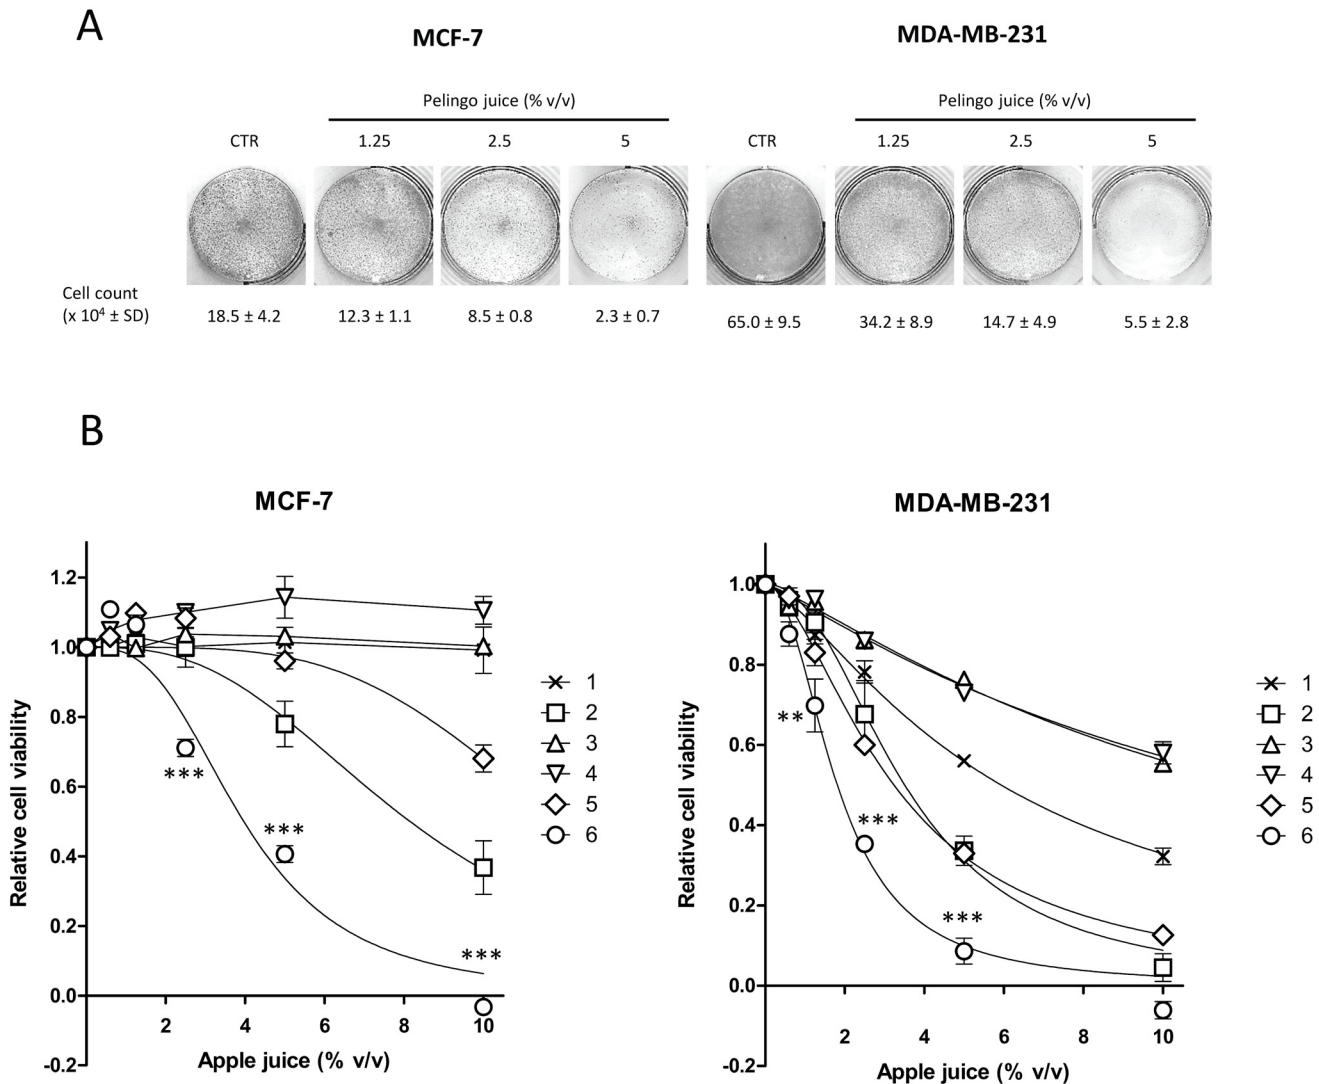 A
MCF-7
MDA-MB-231
Pelingo juice (% v/v)
Pelingo juice (% v/v)
CTR 1.25 2.5 5 CTR 1.25 2.5 5
Cell count
(x 10⁴ ± SD)
18.5 ± 4.2 12.3 ± 1.1 8.5 ± 0.8 2.3 ± 0.7 65.0 ± 9.5 34.2 ± 8.9 14.7 ± 4.9 5.5 ± 2.8
B
MCF-7
1.2
1.0
0.8
0.6
0.4
0.2
0.0
-0.2
2 4 6 8 10
Relative cell viability
Apple juice (% v/v)
***
***
***
1
2
3
4
5
6
MDA-MB-231
1.0
0.8
0.6
0.4
0.2
0.0
-0.2
2 4 6 8 10
Relative cell viability
Apple juice (% v/v)
**
***
***
1
2
3
4
5
6